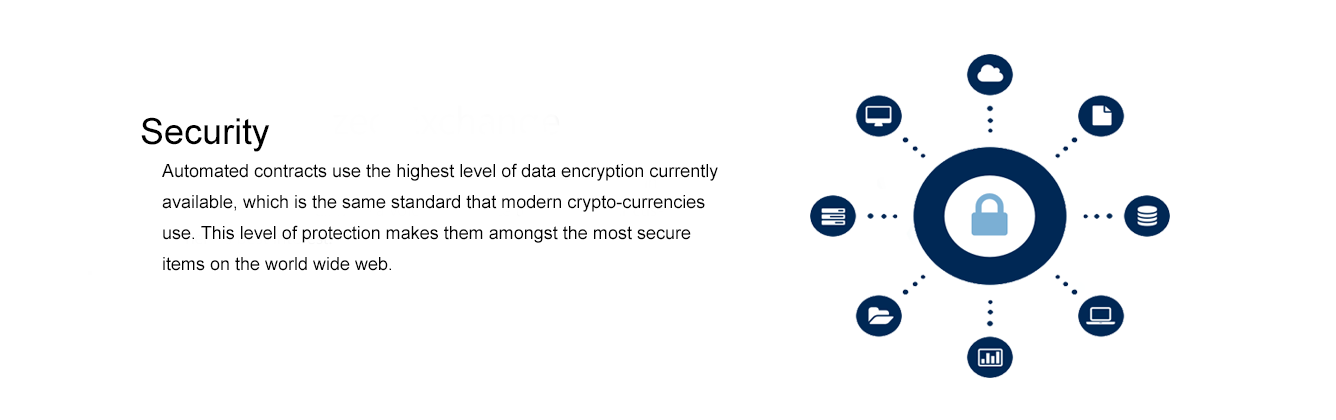 Security
Automated contracts use the highest level of data encryption currently
available, which is the same standard that modern crypto-currencies
use. This level of protection makes them amongst the most secure
items on the world wide web.